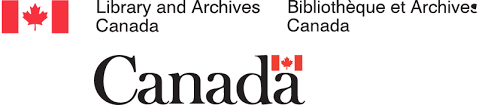 Library and Archives
Canada
Bibliothèque et Archives
Canada
Canada